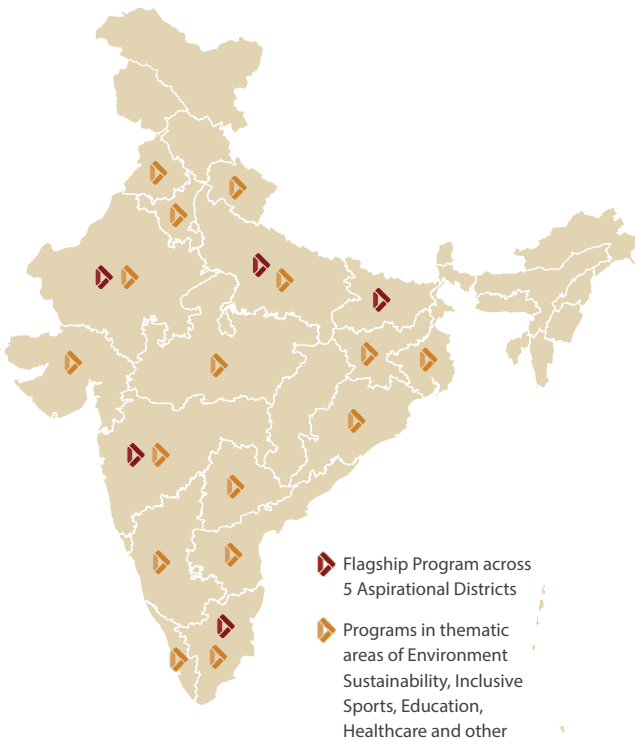 Flagship Program across
5 Aspirational Districts
Programs in thematic
areas of Environment
Sustainability, Inclusive
Sports, Education,
Healthcare and other